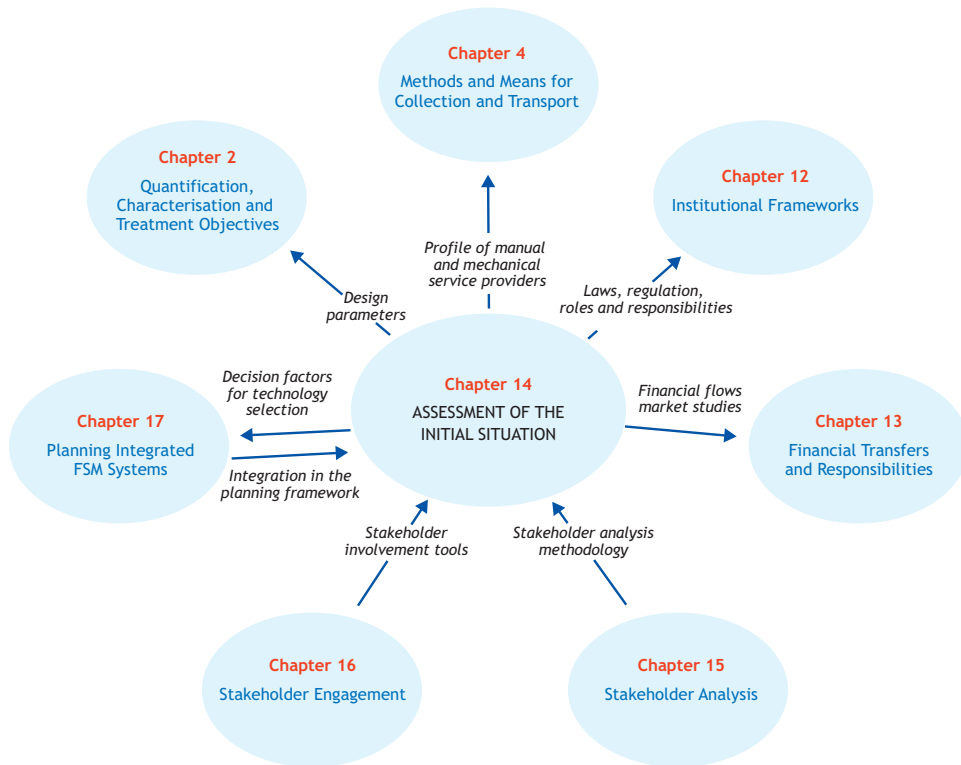 Chapter 4
Methods and Means for
Collection and Transport
Chapter 2
Quantification,
Characterisation and
Treatment Objectives
Chapter 12
Institutional Frameworks
Profile of manual
and mechanical
service providers
Design
parameters
Laws, regulation,
roles and responsibilities
Chapter 14
ASSESSMENT OF THE
INITIAL SITUATION
Decision factors
for technology
selection
Financial flows
market studies
Chapter 17
Planning Integrated
FSM Systems
Chapter 13
Financial Transfers
and Responsibilities
Integration in the
planning framework
Stakeholder
involvement tools
Stakeholder analysis
methodology
Chapter 16
Stakeholder Engagement
Chapter 15
Stakeholder Analysis